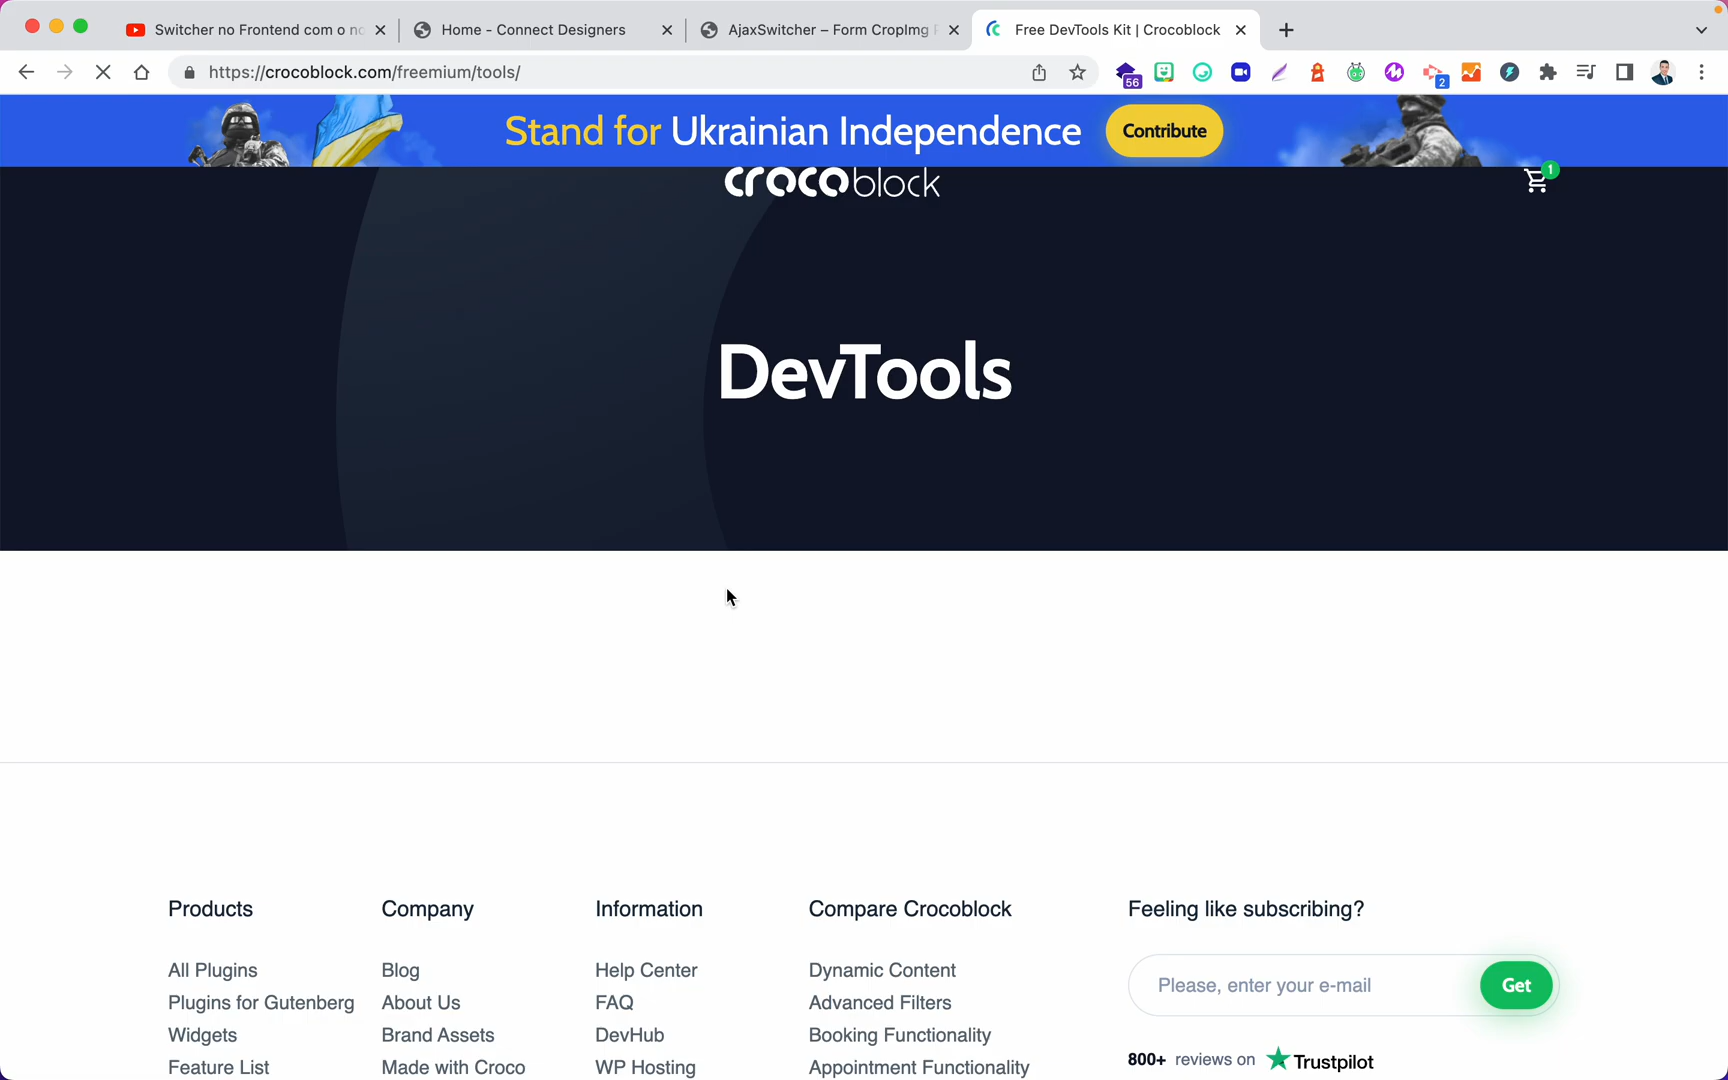 Switcher no Frontend com o no
Home - Connect Designers
AjaxSwitcher – Form CropImg
Free DevTools Kit | Crocoblock
https://crocoblock.com/freemium/tools/
56
2
Stand for Ukrainian Independence
Contribute
crocoblock
1
DevTools
Products
Company
Information
Compare Crocoblock
Feeling like subscribing?
All Plugins
Blog
Help Center
Dynamic Content
Please, enter your e-mail
Get
Plugins for Gutenberg
About Us
FAQ
Advanced Filters
Widgets
Brand Assets
DevHub
Booking Functionality
800+ reviews on Trustpilot
Feature List
Made with Croco
WP Hosting
Appointment Functionality